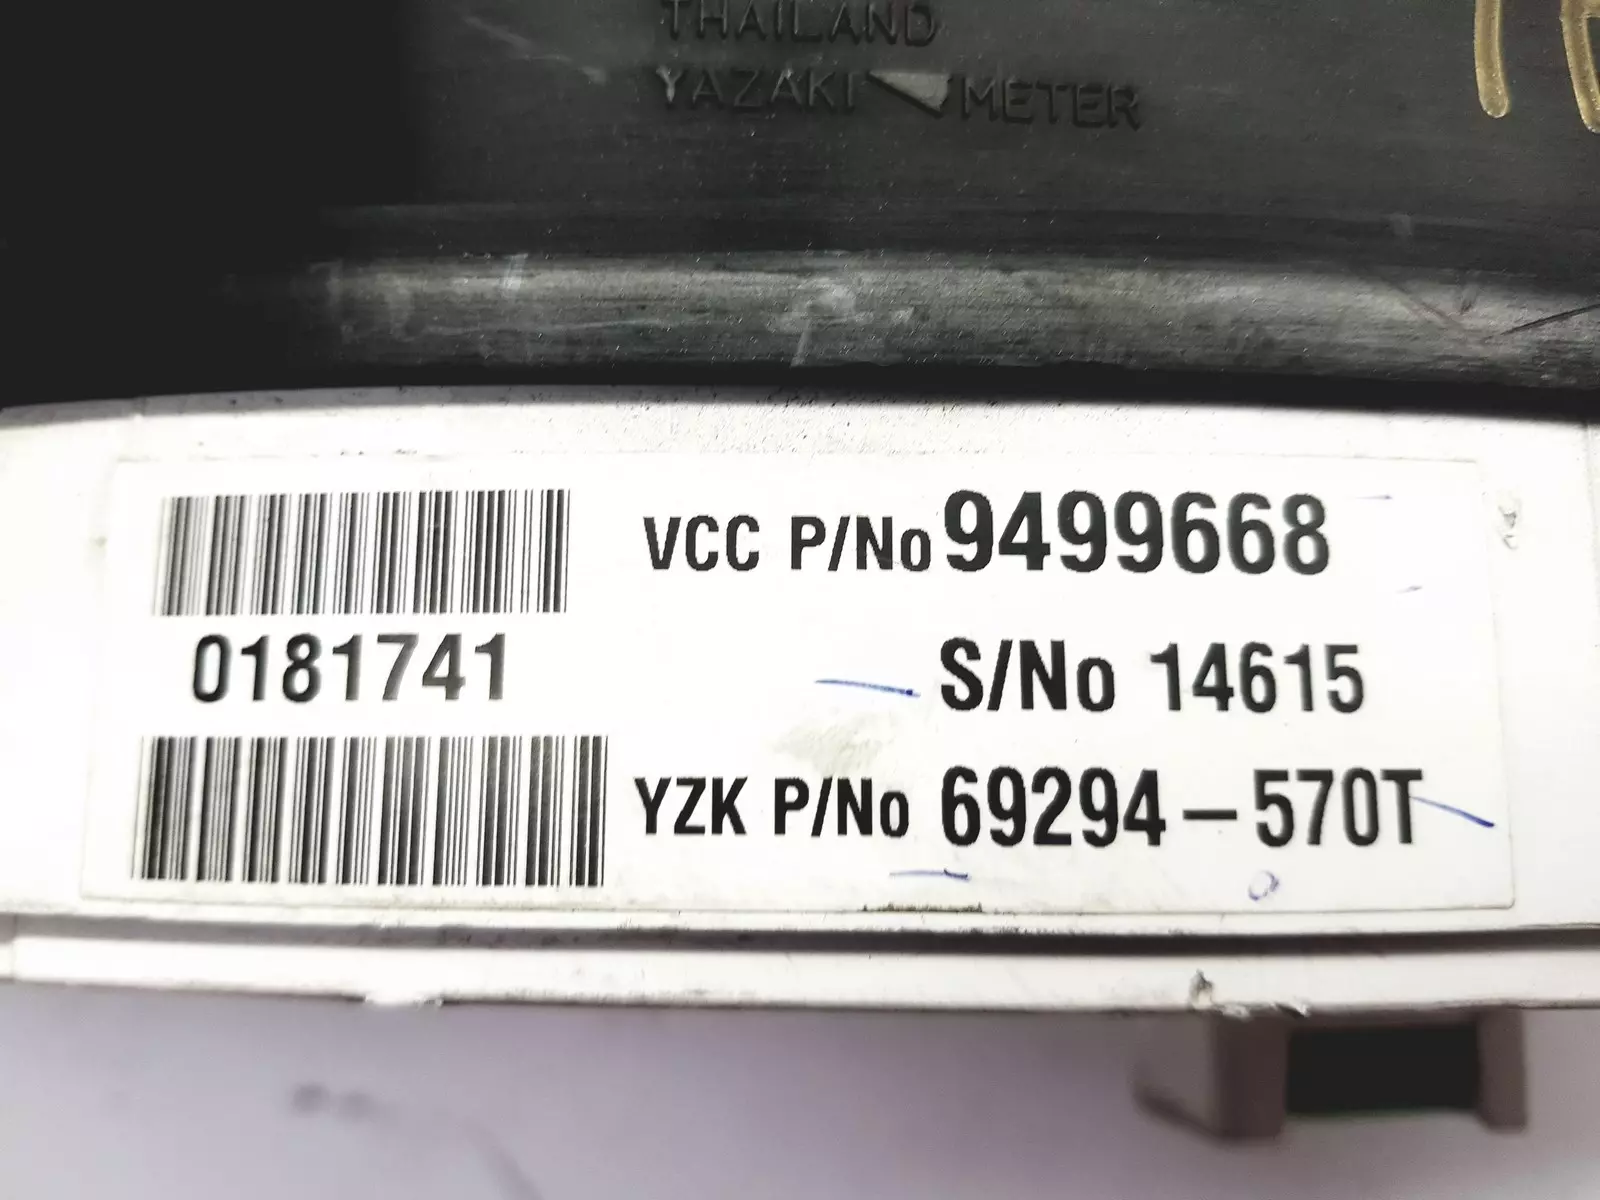 THAILAND
YAZAKI METER
VCC P/No 9499668
0181741
S/No 14615
YZK P/No 69294-570T